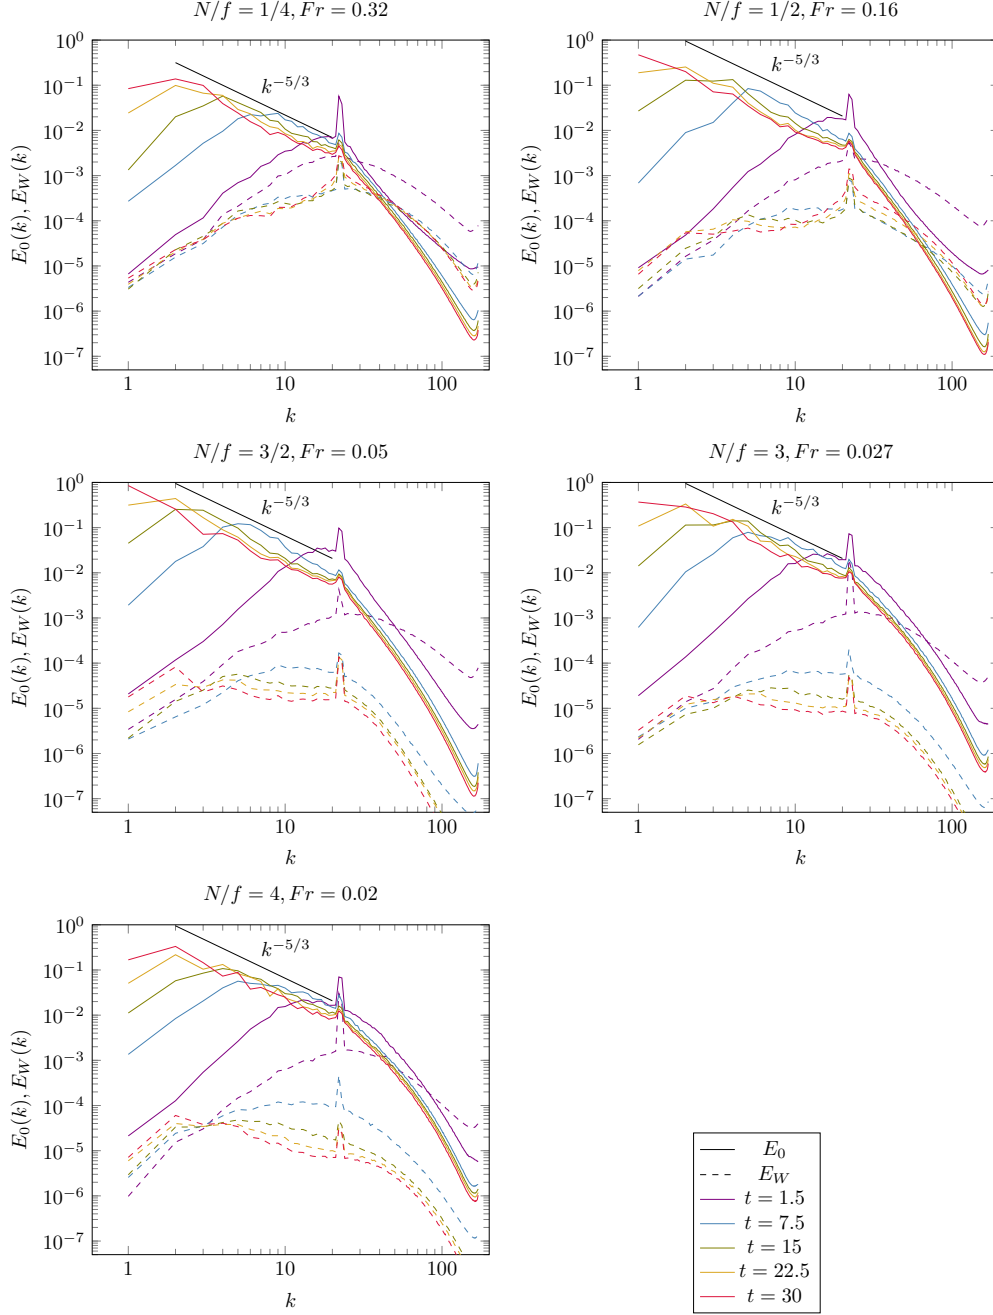 N/f = 1/4, Fr = 0.32
10^0
10^−1
10^−2
10^−3
10^−4
10^−5
10^−6
10^−7
E_0(k), E_W(k)
k^−5/3
1 10 100
k
N/f = 1/2, Fr = 0.16
10^0
10^−1
10^−2
10^−3
10^−4
10^−5
10^−6
10^−7
E_0(k), E_W(k)
k^−5/3
1 10 100
k
N/f = 3/2, Fr = 0.05
10^0
10^−1
10^−2
10^−3
10^−4
10^−5
10^−6
10^−7
E_0(k), E_W(k)
k^−5/3
1 10 100
k
N/f = 3, Fr = 0.027
10^0
10^−1
10^−2
10^−3
10^−4
10^−5
10^−6
10^−7
E_0(k), E_W(k)
k^−5/3
1 10 100
k
N/f = 4, Fr = 0.02
10^0
10^−1
10^−2
10^−3
10^−4
10^−5
10^−6
10^−7
E_0(k), E_W(k)
k^−5/3
1 10 100
k
E_0
E_W
t = 1.5
t = 7.5
t = 15
t = 22.5
t = 30